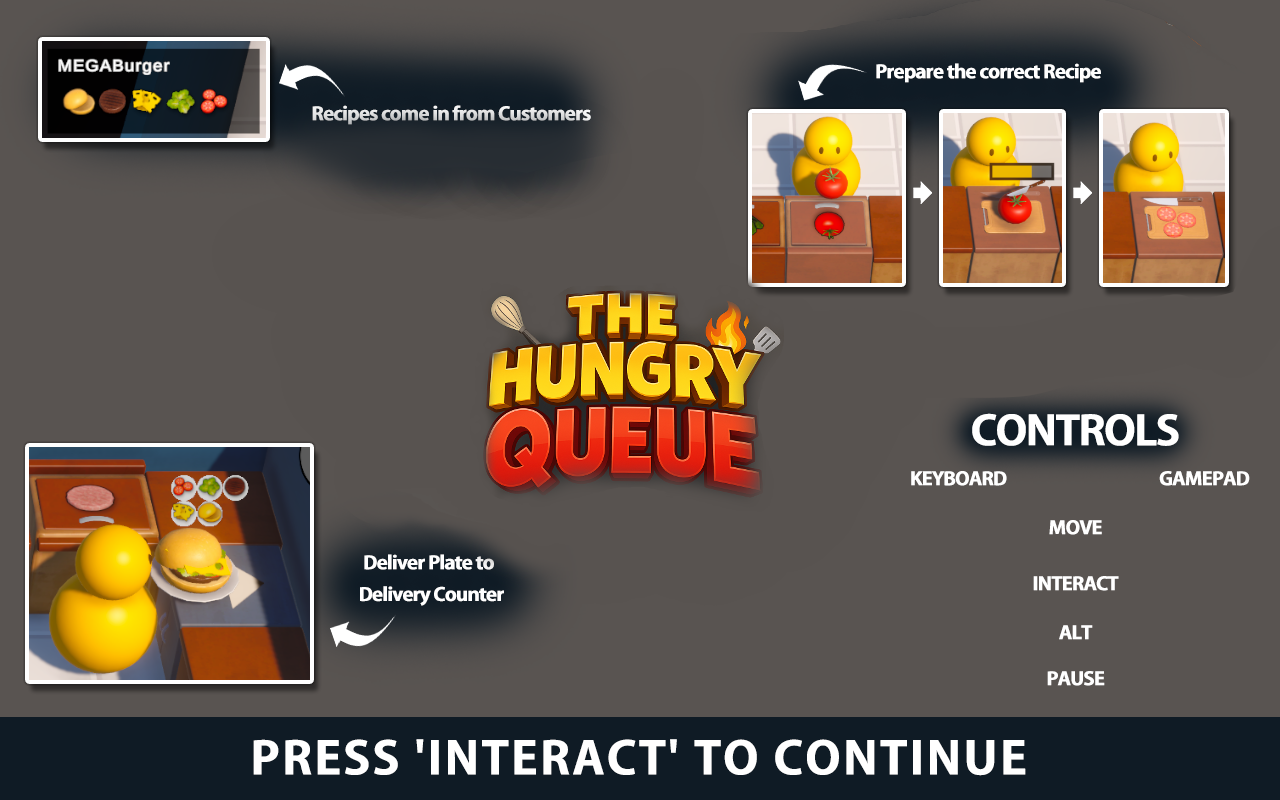 MEGABurger
Recipes come in from Customers
Prepare the correct Recipe
THE
HUNGRY
QUEUE
CONTROLS
KEYBOARD GAMEPAD
MOVE
INTERACT
ALT
PAUSE
Deliver Plate to
Delivery Counter
PRESS 'INTERACT' TO CONTINUE